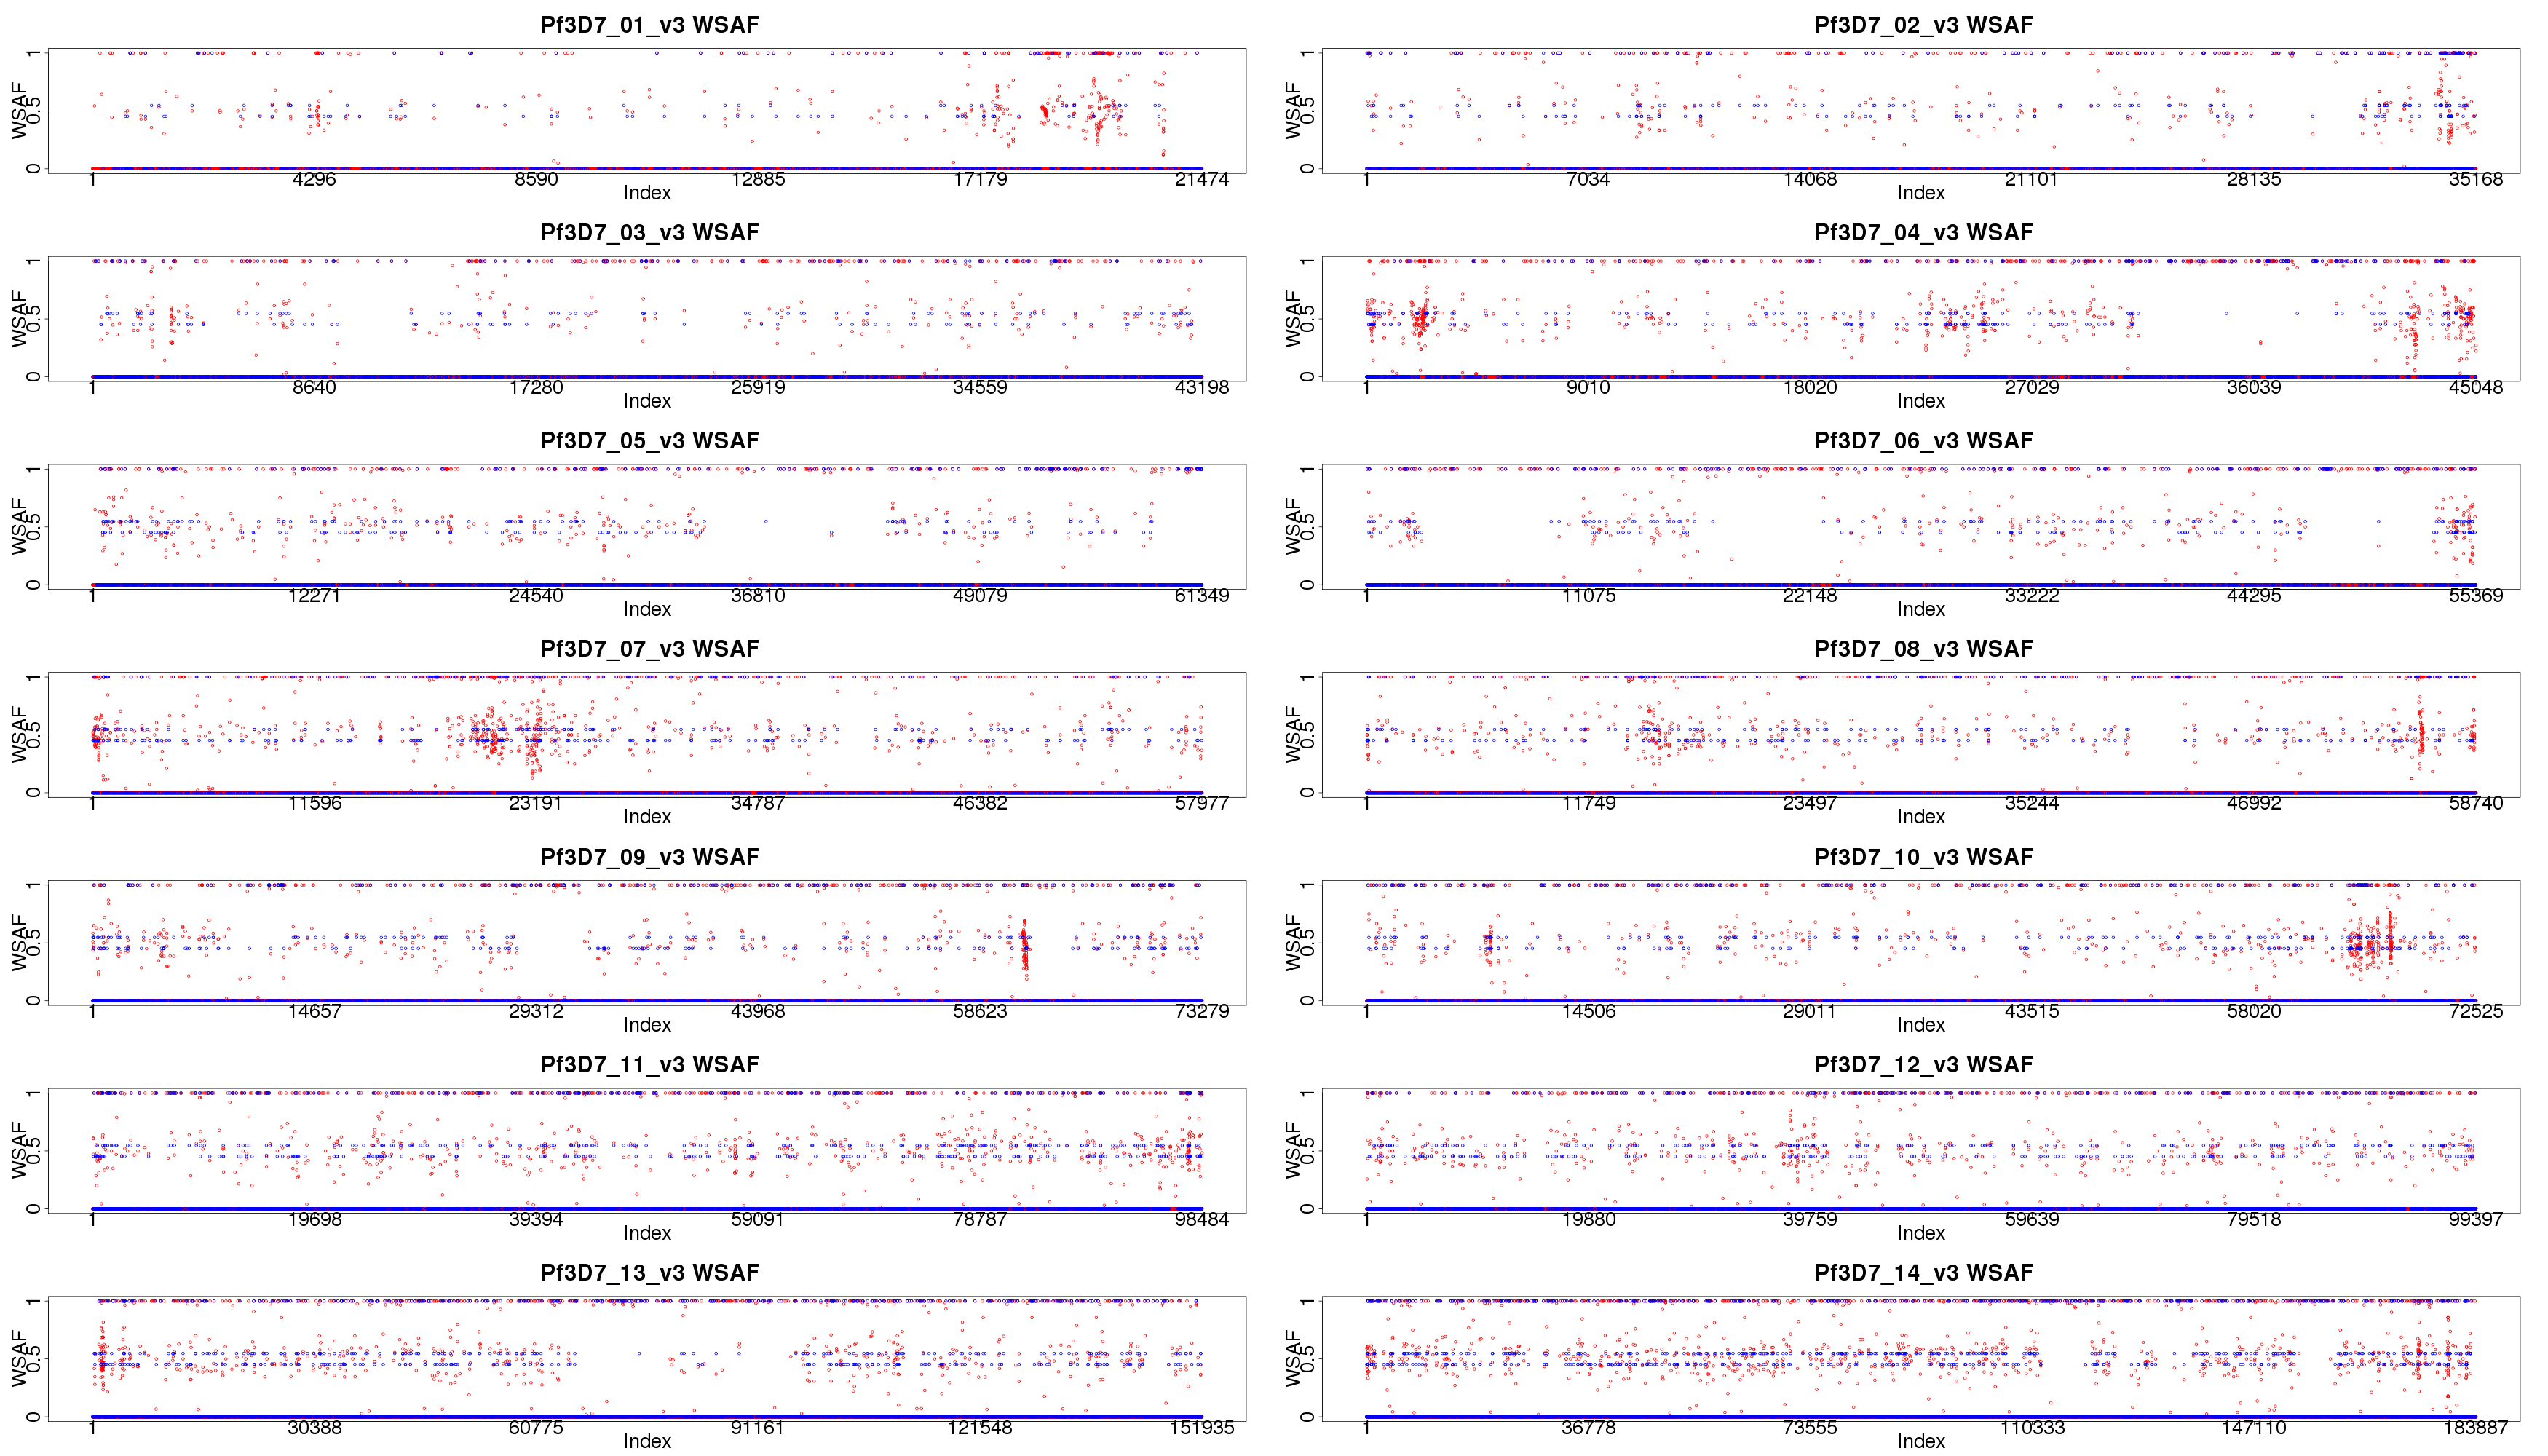 Pf3D7_01_v3 WSAF
WSAF
0 0.5 1
1 4296 8590 12885 17179 21474
Index
Pf3D7_02_v3 WSAF
WSAF
0 0.5 1
1 7034 14068 21101 28135 35168
Index
Pf3D7_03_v3 WSAF
WSAF
0 0.5 1
1 8640 17280 25919 34559 43198
Index
Pf3D7_04_v3 WSAF
WSAF
0 0.5 1
1 9010 18020 27029 36039 45048
Index
Pf3D7_05_v3 WSAF
WSAF
0 0.5 1
1 12271 24540 36810 49079 61349
Index
Pf3D7_06_v3 WSAF
WSAF
0 0.5 1
1 11075 22148 33222 44295 55369
Index
Pf3D7_07_v3 WSAF
WSAF
0 0.5 1
1 11596 23191 34787 46382 57977
Index
Pf3D7_08_v3 WSAF
WSAF
0 0.5 1
1 11749 23497 35244 46992 58740
Index
Pf3D7_09_v3 WSAF
WSAF
0 0.5 1
1 14657 29312 43968 58623 73279
Index
Pf3D7_10_v3 WSAF
WSAF
0 0.5 1
1 14506 29011 43515 58020 72525
Index
Pf3D7_11_v3 WSAF
WSAF
0 0.5 1
1 19698 39394 59091 78787 98484
Index
Pf3D7_12_v3 WSAF
WSAF
0 0.5 1
1 19880 39759 59639 79518 99397
Index
Pf3D7_13_v3 WSAF
WSAF
0 0.5 1
1 30388 60775 91161 121548 151935
Index
Pf3D7_14_v3 WSAF
WSAF
0 0.5 1
1 36778 73555 110333 147110 183887
Index